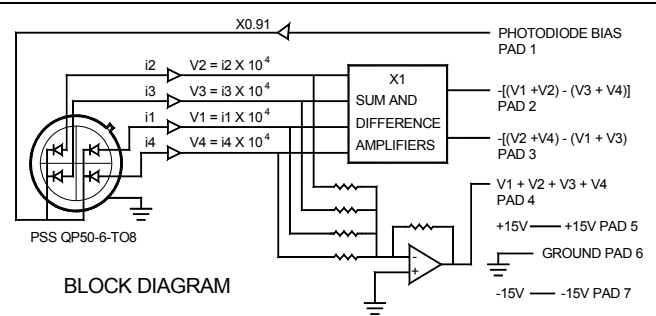 X0.91
PHOTODIODE BIAS
PAD 1
i2 V2 = i2 X 10⁴
i3 V3 = i3 X 10⁴
i1 V1 = i1 X 10⁴
i4 V4 = i4 X 10⁴
X1
SUM AND
DIFFERENCE
AMPLIFIERS
-[(V1 +V2) - (V3 + V4)]
PAD 2
-[(V2 +V4) - (V1 + V3)
PAD 3
V1 + V2 + V3 + V4
PAD 4
+15V +15V PAD 5
GROUND PAD 6
-15V -15V PAD 7
-
+
PSS QP50-6-TO8
BLOCK DIAGRAM